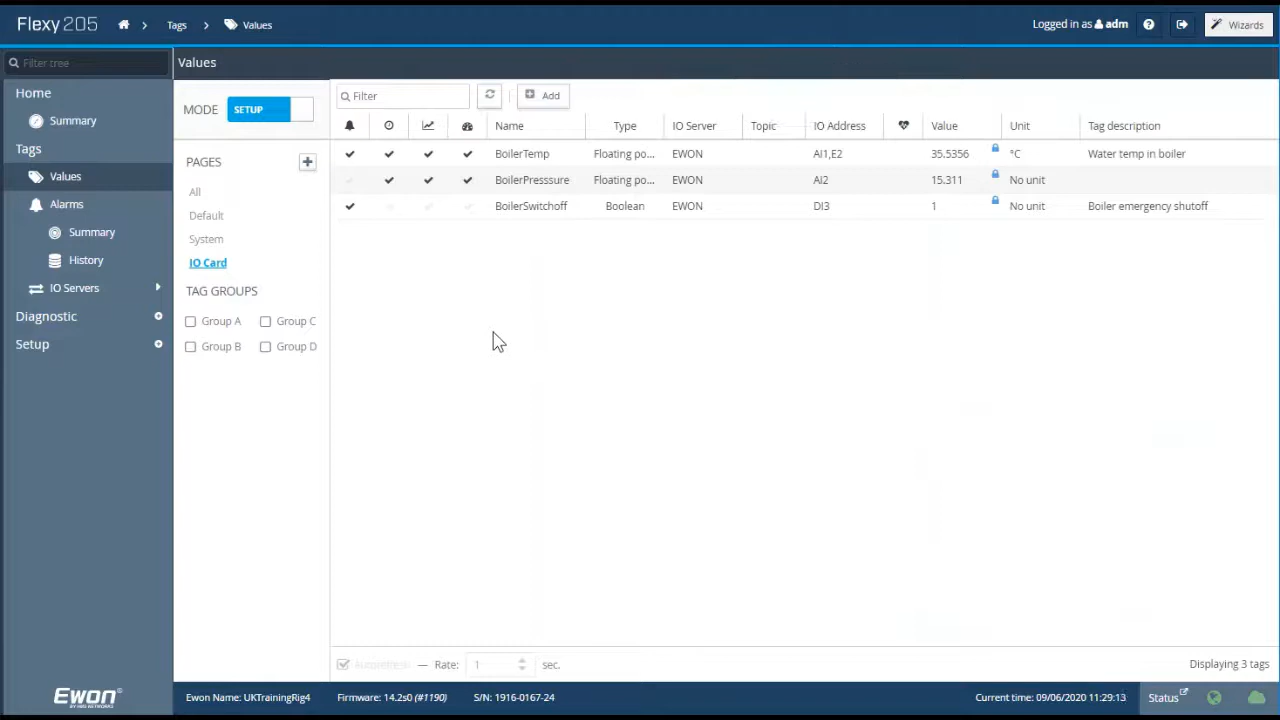 Flexy 205 Tags Values Logged in as adm Wizards
Filter tree Values
Home
Summary
Tags
Values
Alarms
Summary
History
IO Servers
Diagnostic
Setup
MODE SETUP
PAGES
All
Default
System
IO Card
TAG GROUPS
Group A Group C
Group B Group D
Filter Add
Name Type IO Server Topic IO Address Value Unit Tag description
BoilerTemp Floating po... EWON AI1,E2 35.5356 °C Water temp in boiler
BoilerPresssure Floating po... EWON AI2 15.311 No unit
BoilerSwitchoff Boolean EWON DI3 1 No unit Boiler emergency shutoff
— Rate: 1 sec. Displaying 3 tags
Ewon
BY HMS NETWORKS
Ewon Name: UKTrainingRig4 Firmware: 14.2s0 (#1190) S/N: 1916-0167-24 Current time: 09/06/2020 11:29:13 Status